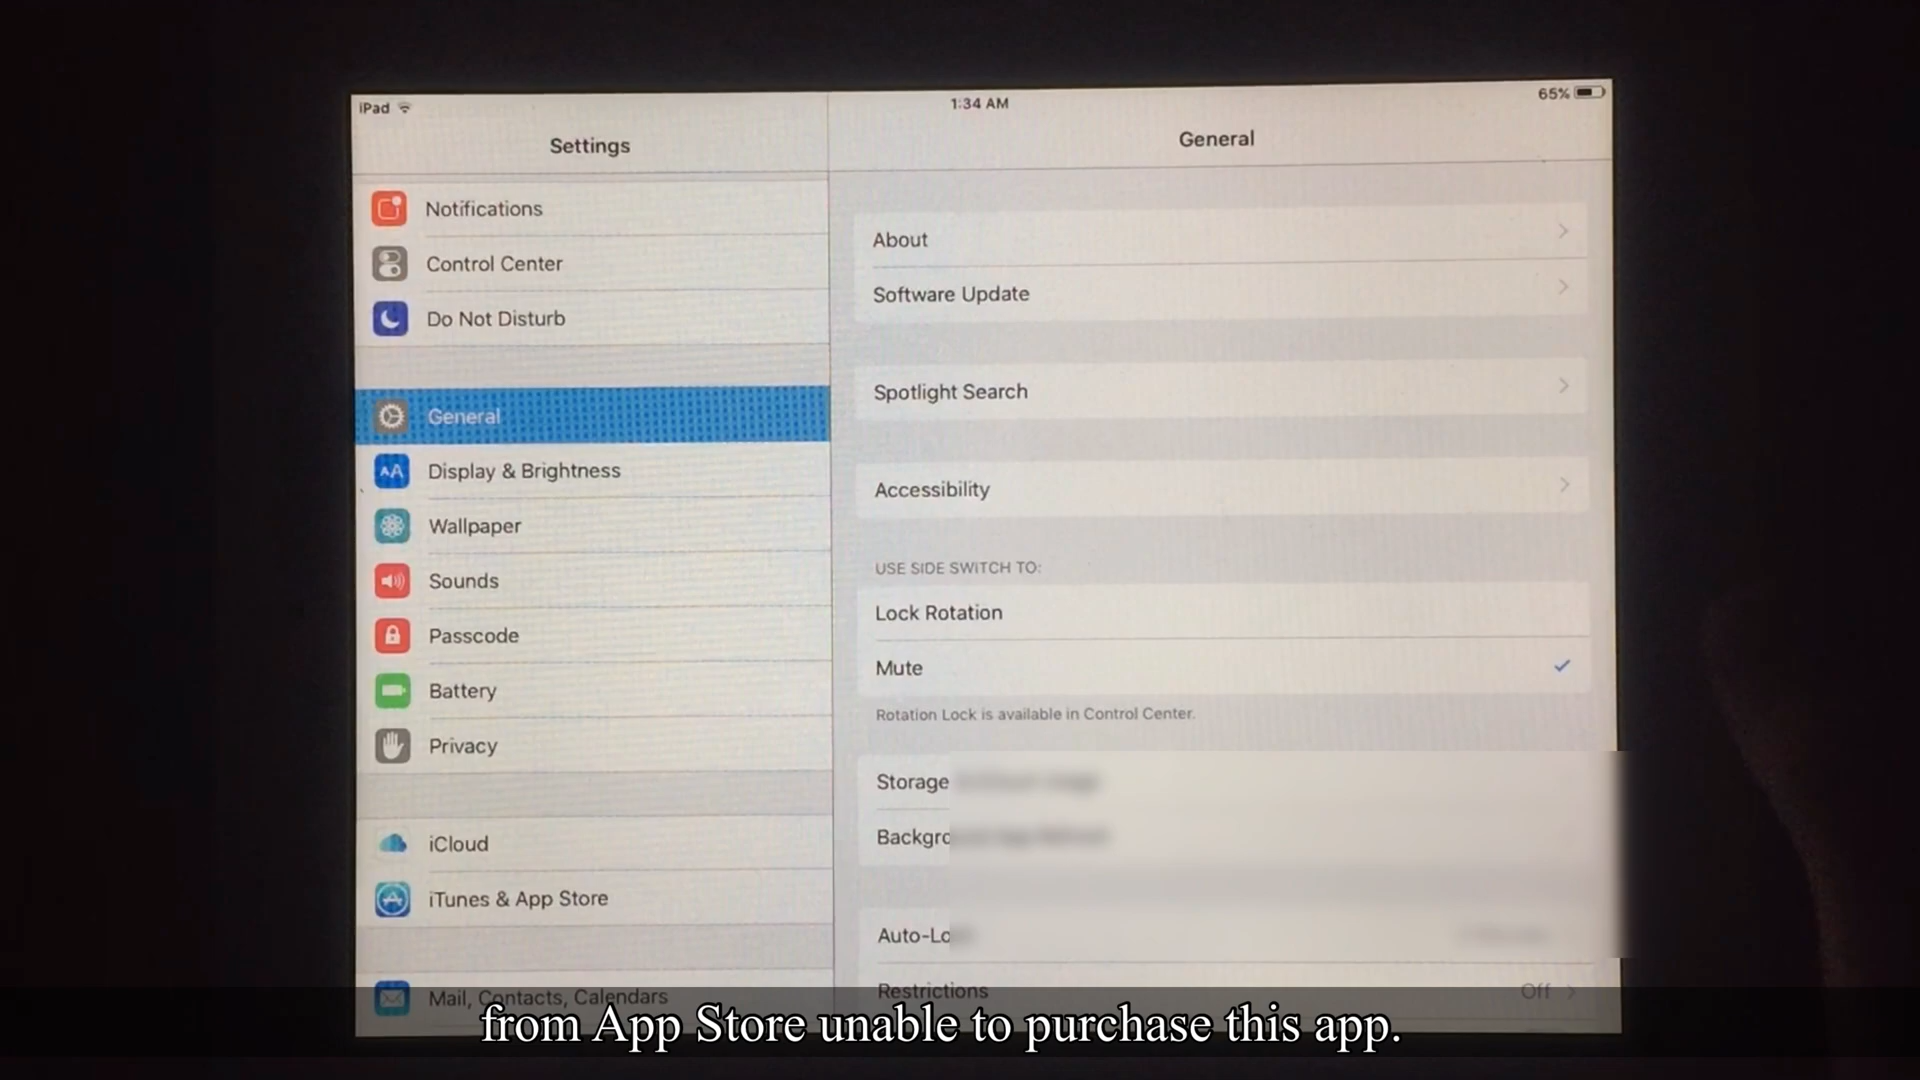 iPad
1:34 AM
65%
Settings
General
Notifications
Control Center
Do Not Disturb
General
Display & Brightness
Wallpaper
Sounds
Passcode
Battery
Privacy
iCloud
iTunes & App Store
Mail, Contacts, Calendars
About
Software Update
Spotlight Search
Accessibility
USE SIDE SWITCH TO:
Lock Rotation
Mute
Rotation Lock is available in Control Center.
Storage
Restrictions
Off
from App Store unable to purchase this app.